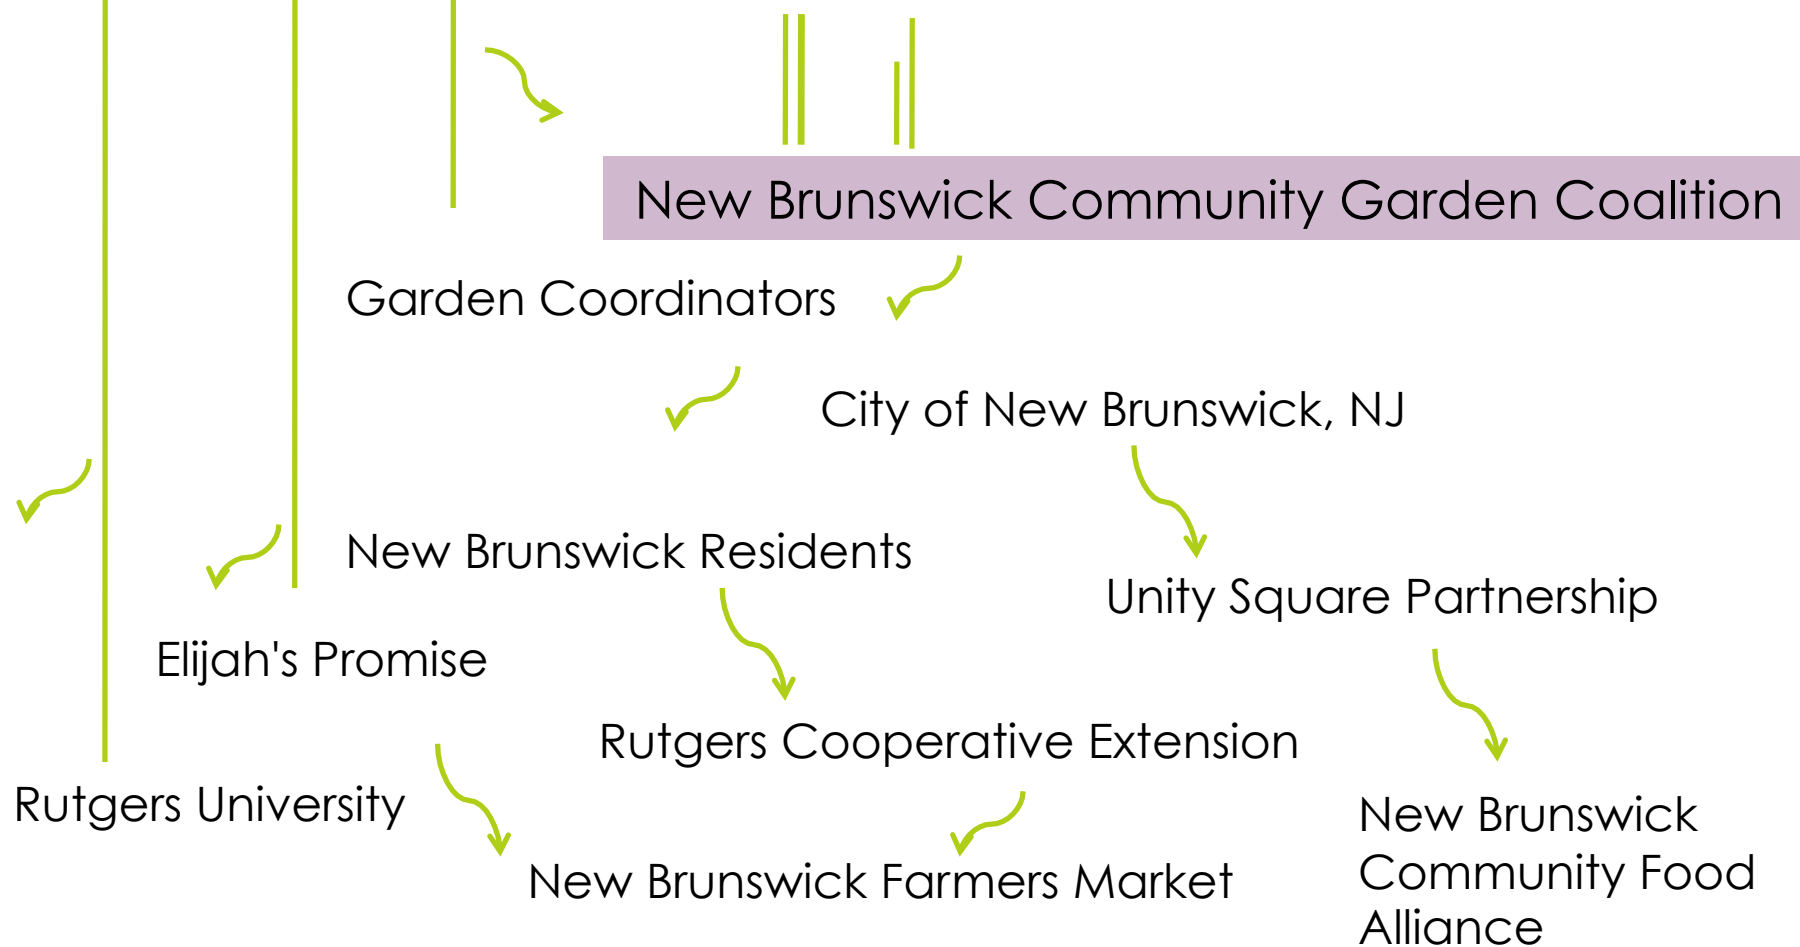 New Brunswick Community Garden Coalition
Garden Coordinators
City of New Brunswick, NJ
New Brunswick Residents
Unity Square Partnership
Elijah's Promise
Rutgers Cooperative Extension
Rutgers University
New Brunswick
Community Food
Alliance
New Brunswick Farmers Market